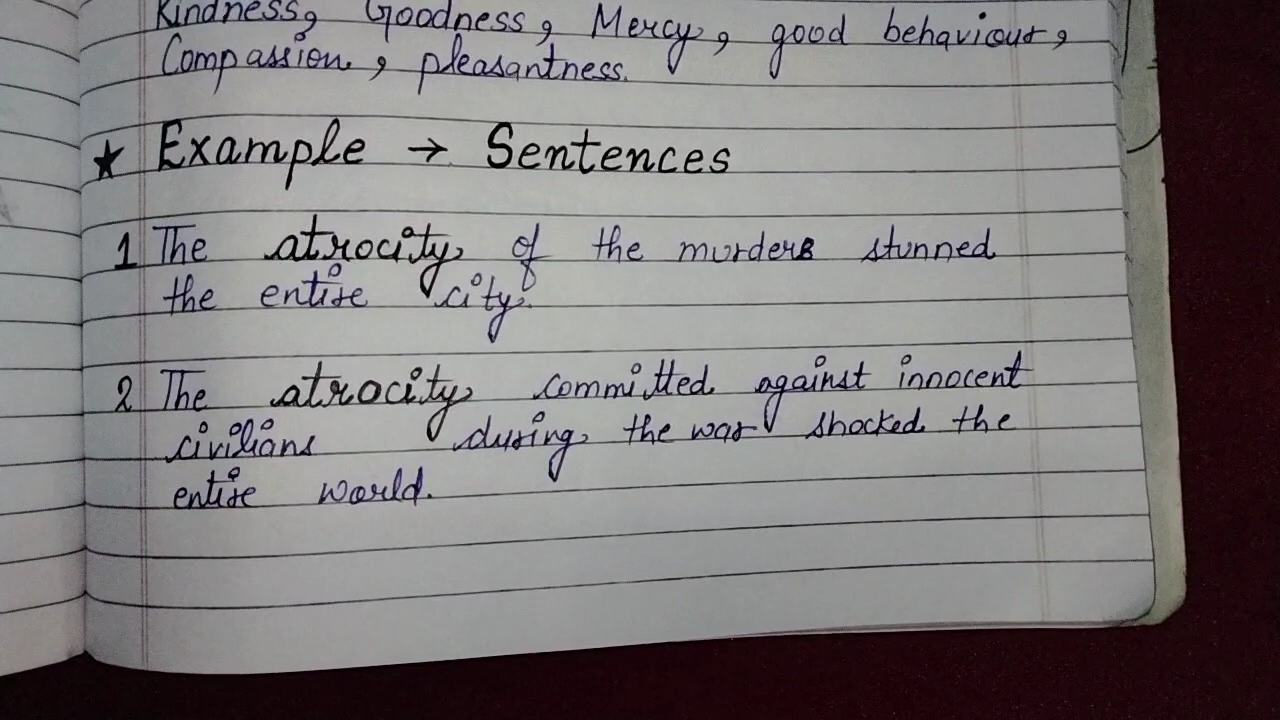 Kindness, Goodness, Mercy, good behaviour,
Compassion, pleasantness.
★ Example → Sentences
1 The atrocity of the murders stunned
the entire city.
2 The atrocity committed against innocent
civilians during the war shocked the
entire world.